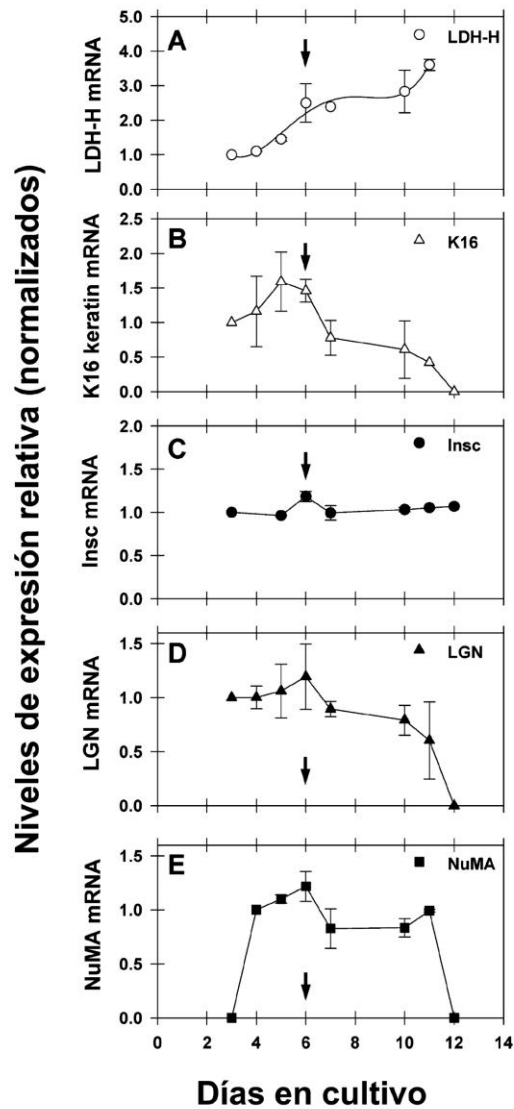 Niveles de expresión relativa (normalizados)
A
LDH-H
LDH-H mRNA
5.0
4.0
3.0
2.0
1.0
0.0
B
K16
K16 keratin mRNA
2.5
2.0
1.5
1.0
0.5
0.0
C
Insc
Insc mRNA
2.0
1.5
1.0
0.5
0.0
D
LGN
LGN mRNA
1.5
1.0
0.5
0.0
E
NuMA
NuMA mRNA
1.5
1.0
0.5
0.0
0 2 4 6 8 10 12 14
Días en cultivo